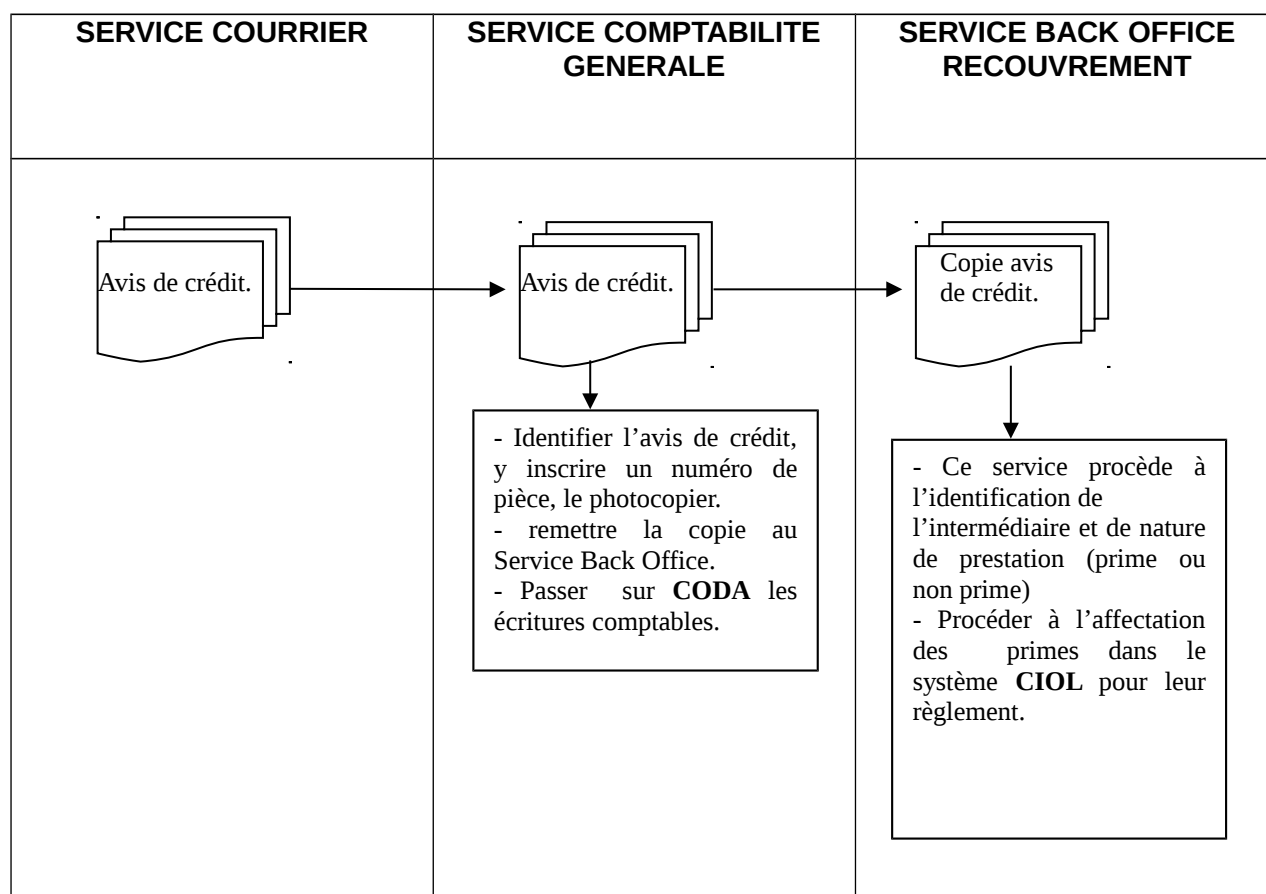 SERVICE COURRIER
SERVICE COMPTABILITE
GENERALE
SERVICE BACK OFFICE
RECOUVREMENT
Avis de crédit.
Avis de crédit.
Copie avis
de crédit.
- Identifier l’avis de crédit,
y inscrire un numéro de
pièce, le photocopier.
- remettre la copie au
Service Back Office.
- Passer sur CODA les
écritures comptables.
- Ce service procède à
l’identification de
l’intermédiaire et de nature
de prestation (prime ou
non prime)
- Procéder à l’affectation
des primes dans le
système CIOL pour leur
règlement.